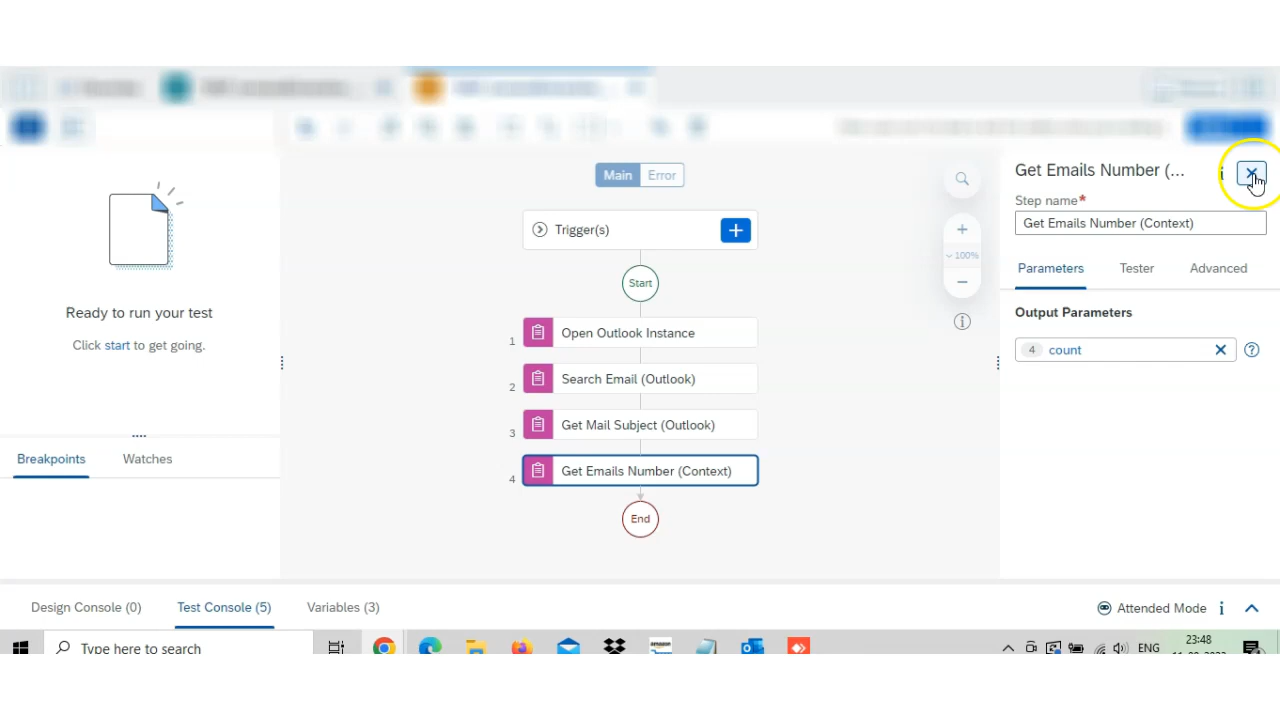 Main Error
Get Emails Number (...
Step name*
Get Emails Number (Context)
Trigger(s)
100%
Parameters Tester Advanced
Start
Ready to run your test
Click start to get going.
Output Parameters
4 count
1 Open Outlook Instance
2 Search Email (Outlook)
3 Get Mail Subject (Outlook)
4 Get Emails Number (Context)
End
Breakpoints Watches
Design Console (0) Test Console (5) Variables (3) Attended Mode
Type here to search
ENG
23:48